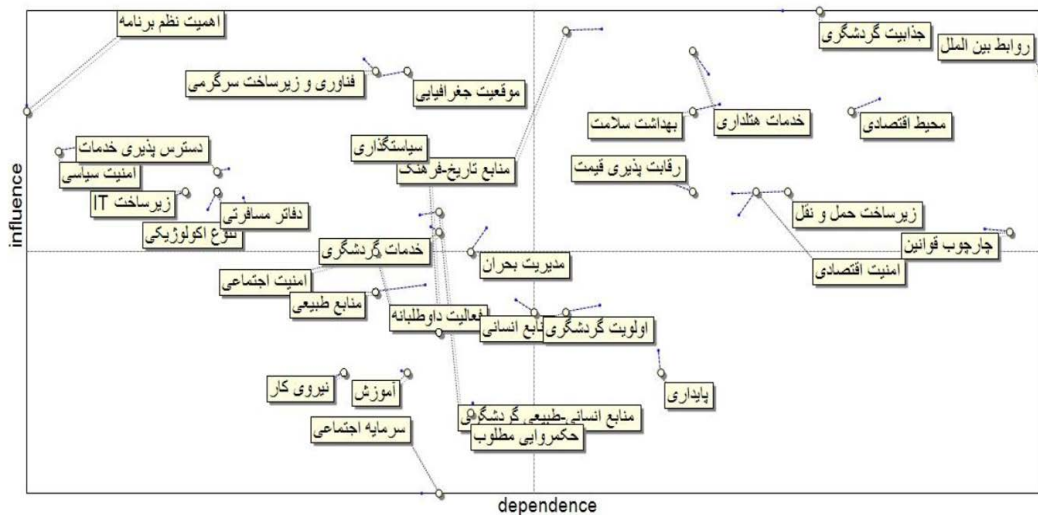 اهمیت نظم برنامه
جذابیت گردشگری
روابط بین الملل
فناوری و زیرساخت سرگرمی
موقعیت جغرافیایی
بهداشت سلامت
خدمات هتلداری
محیط اقتصادی
دسترس پذیری خدمات
سیاستگذاری
منابع تاریخ-فرهنگ
رقابت پذیری قیمت
امنیت سیاسی
زیرساخت IT
دفاتر مسافرتی
تنوع اکولوژیکی
زیرساخت حمل و نقل
چارچوب قوانین
خدمات گردشگری
مدیریت بحران
امنیت اقتصادی
امنیت اجتماعی
منابع طبیعی
فعالیت داوطلبانه
منابع انسانی
اولویت گردشگری
نیروی کار
آموزش
پایداری
منابع انسانی-طبیعی گردشگری
سرمایه اجتماعی
حکمروایی مطلوب
influence
dependence